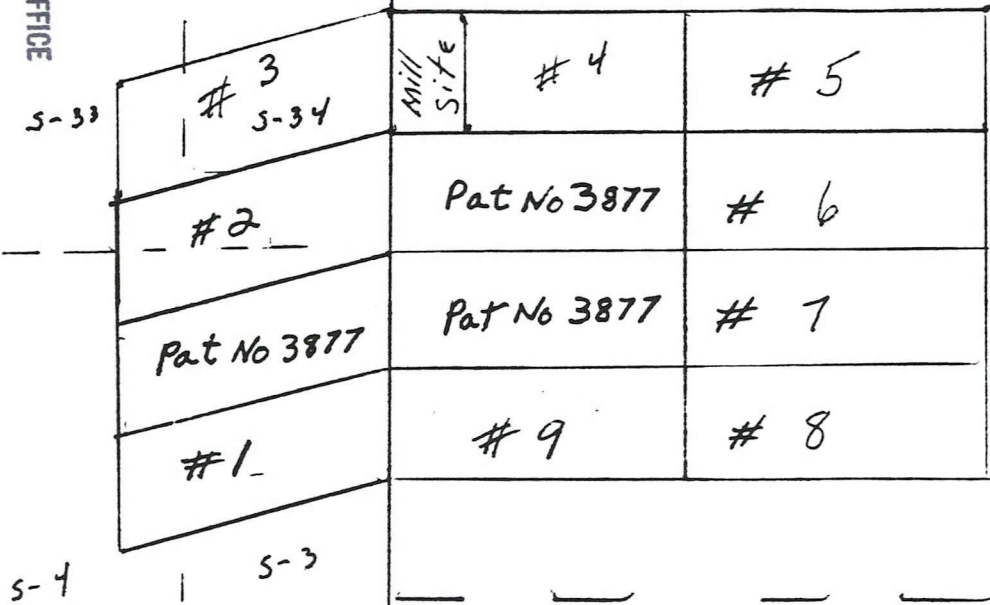 FFICE
# 3
S-33
S-34
Mill
Site
# 4
# 5
#2
Pat No 3877
# 6
Pat No 3877
Pat No 3877
# 7
#1
# 9
# 8
S-4
S-3